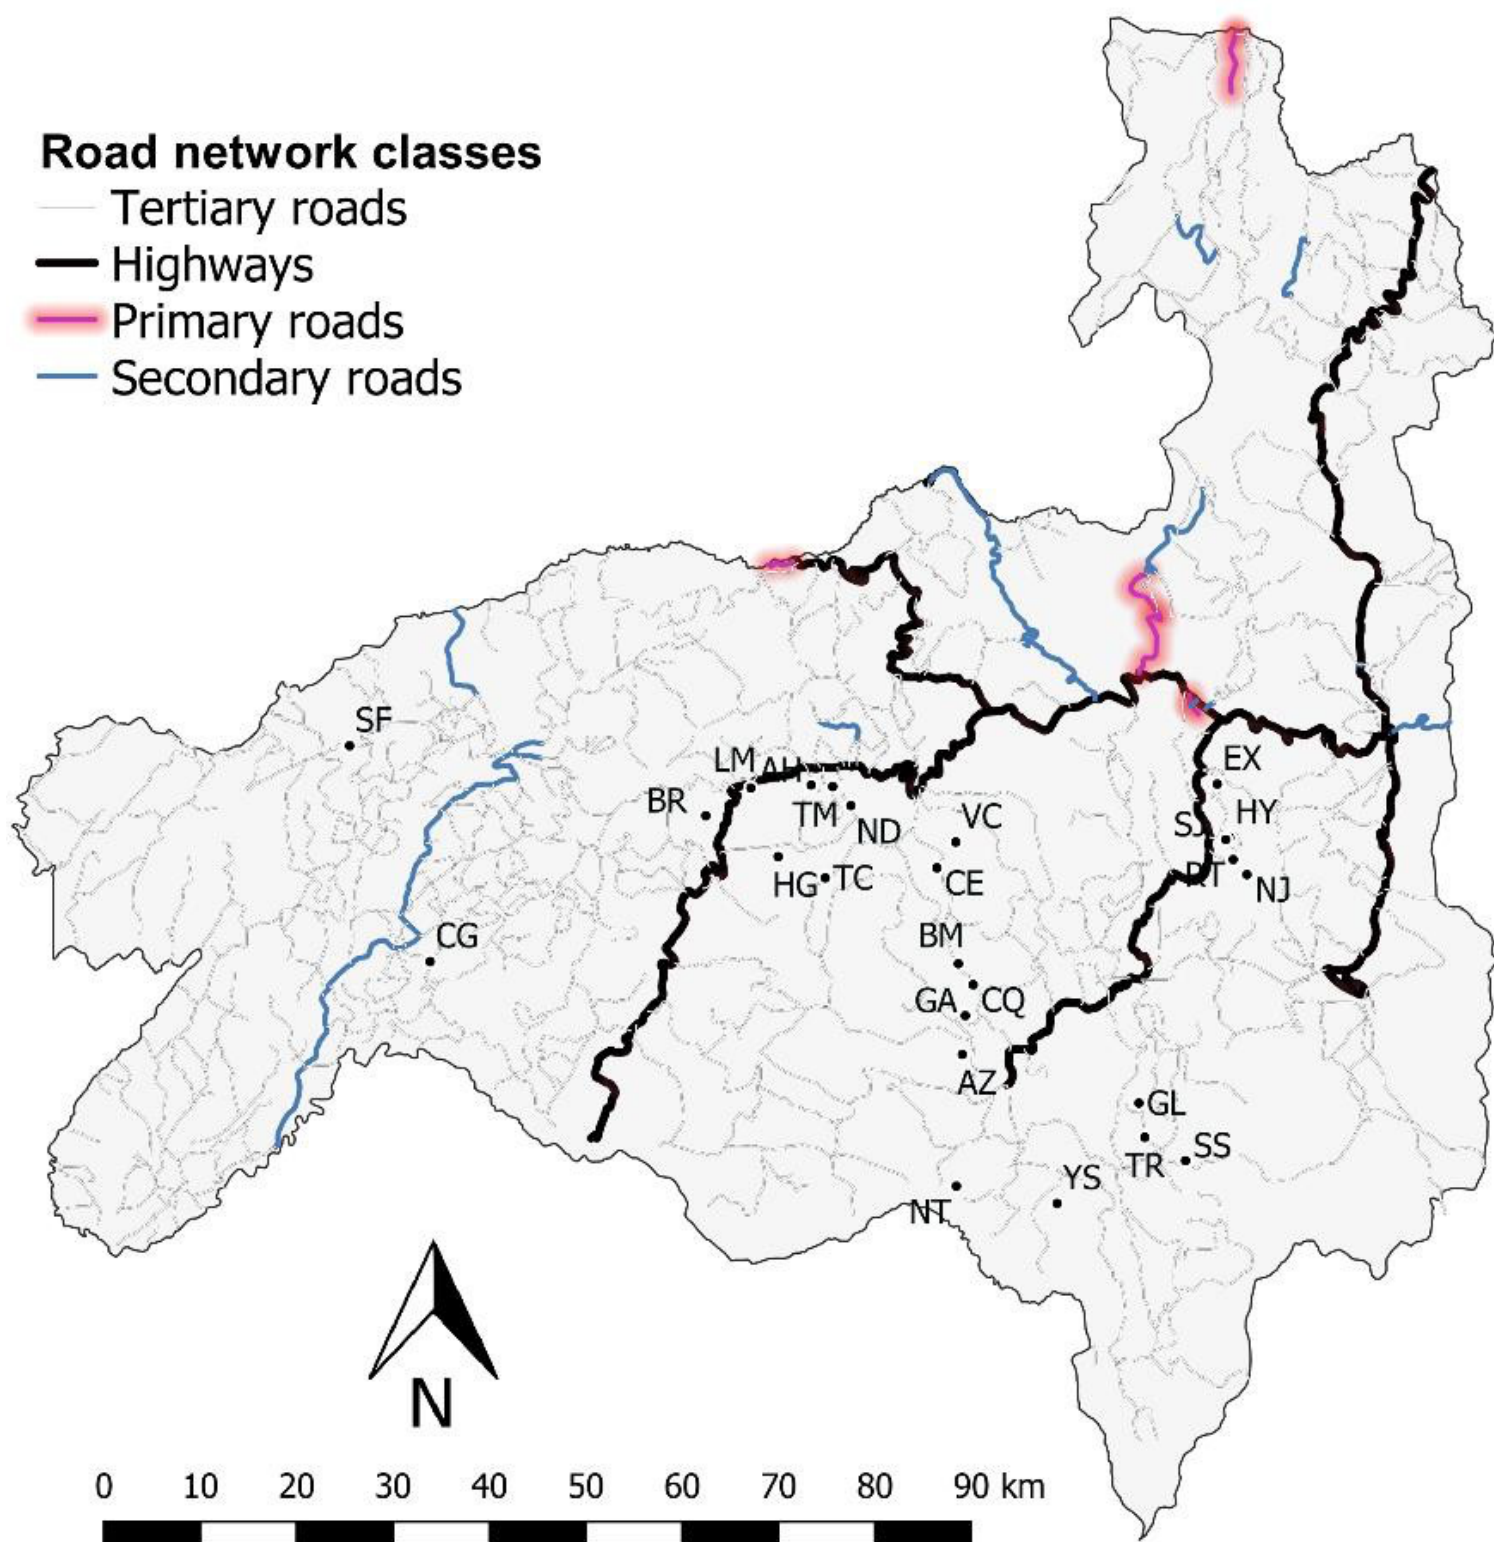 Road network classes
Tertiary roads
Highways
Primary roads
Secondary roads
SF
LM AH
EX
BR
TM
ND
VC
SJ
HY
HG
TC
CE
RT
NJ
CG
BM
GA
CQ
AZ
GL
TR
SS
YS
NT
N
0 10 20 30 40 50 60 70 80 90 km